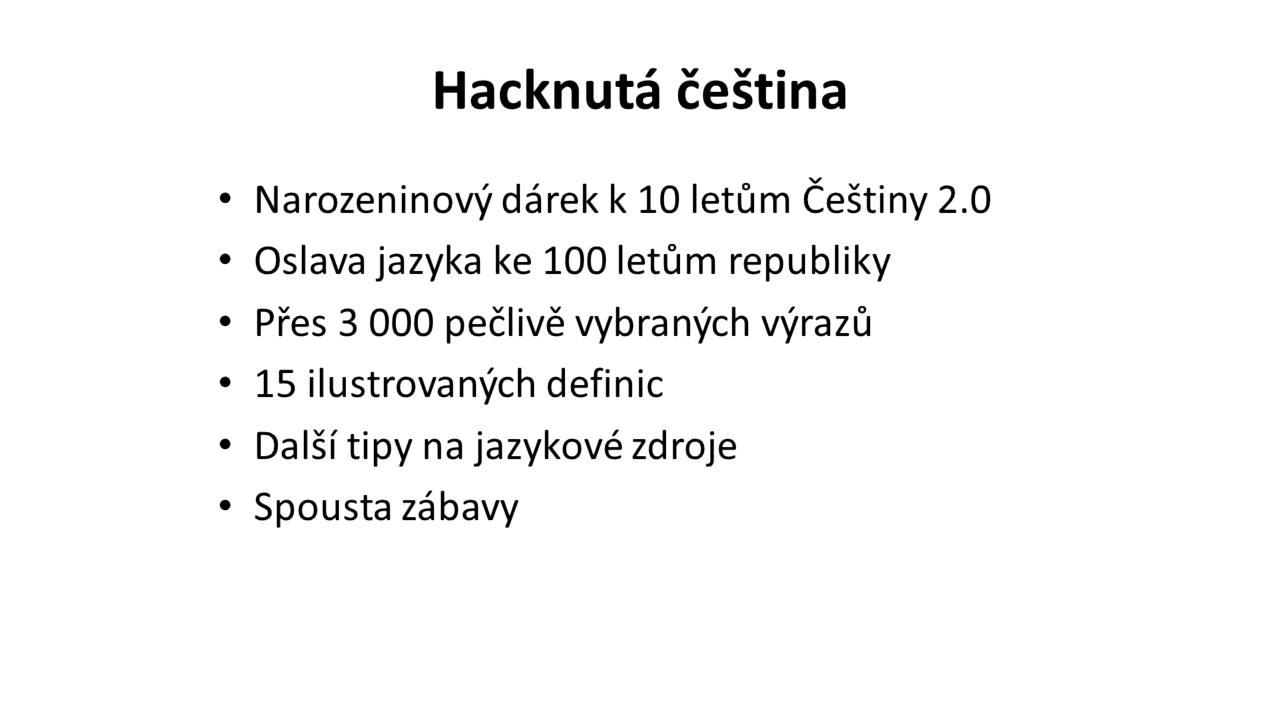 Hacknutá čeština
• Narozeninový dárek k 10 letům Češtiny 2.0
• Oslava jazyka ke 100 letům republiky
• Přes 3 000 pečlivě vybraných výrazů
• 15 ilustrovaných definic
• Další tipy na jazykové zdroje
• Spousta zábavy